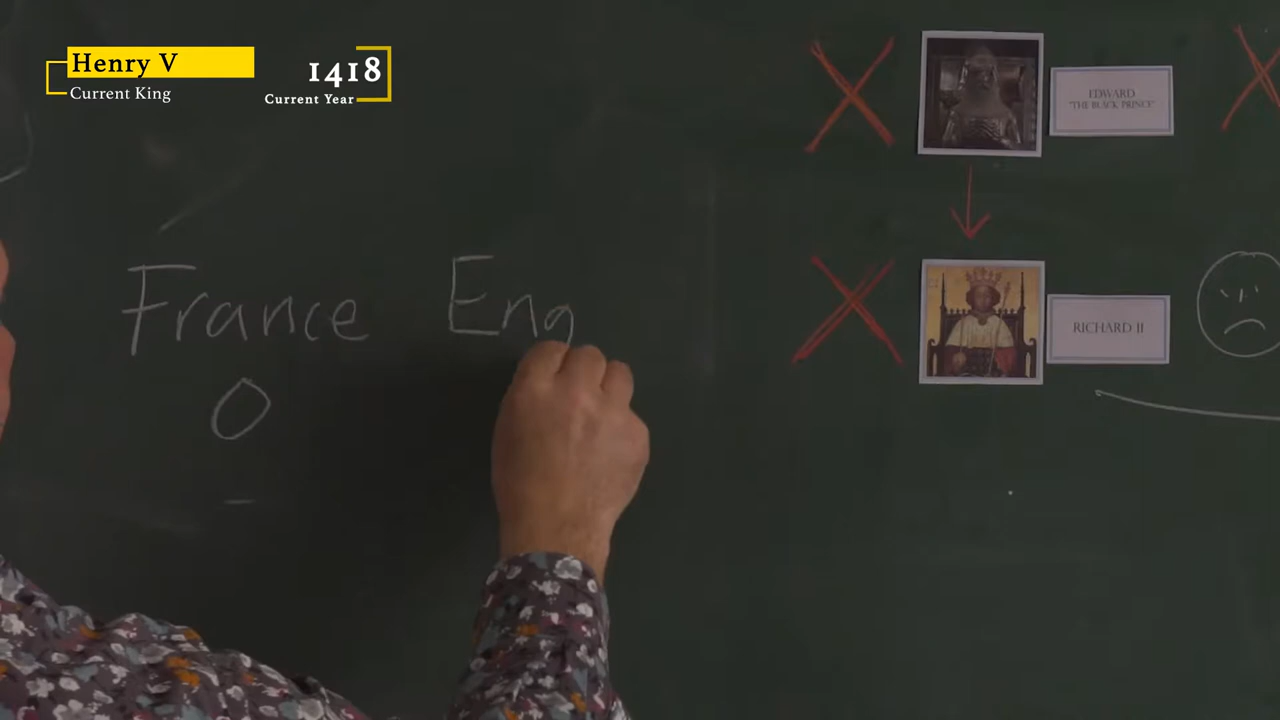 Henry V
Current King
1418
Current Year
EDWARD
"THE BLACK PRINCE"
France Eng
0
RICHARD II